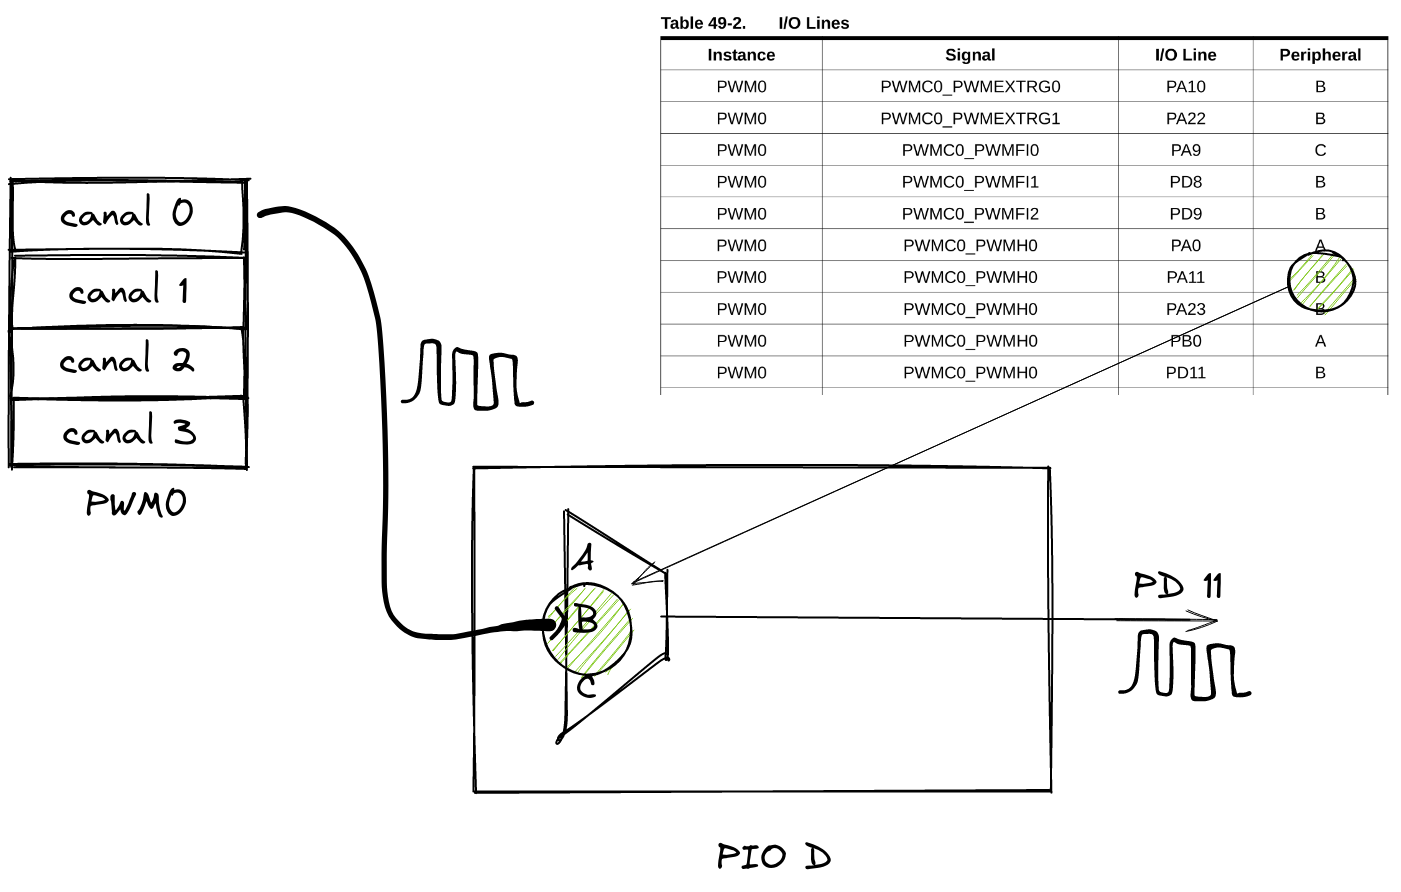 Table 49-2. I/O Lines
Instance Signal I/O Line Peripheral
PWM0 PWMC0_PWMEXTRG0 PA10 B
PWM0 PWMC0_PWMEXTRG1 PA22 B
PWM0 PWMC0_PWMFI0 PA9 C
PWM0 PWMC0_PWMFI1 PD8 B
PWM0 PWMC0_PWMFI2 PD9 B
PWM0 PWMC0_PWMH0 PA0 A
PWM0 PWMC0_PWMH0 PA11 B
PWM0 PWMC0_PWMH0 PA23 B
PWM0 PWMC0_PWMH0 PB0 A
PWM0 PWMC0_PWMH0 PD11 B
canal 0
canal 1
canal 2
canal 3
PWM0
A
B
C
PD 11
PIO D